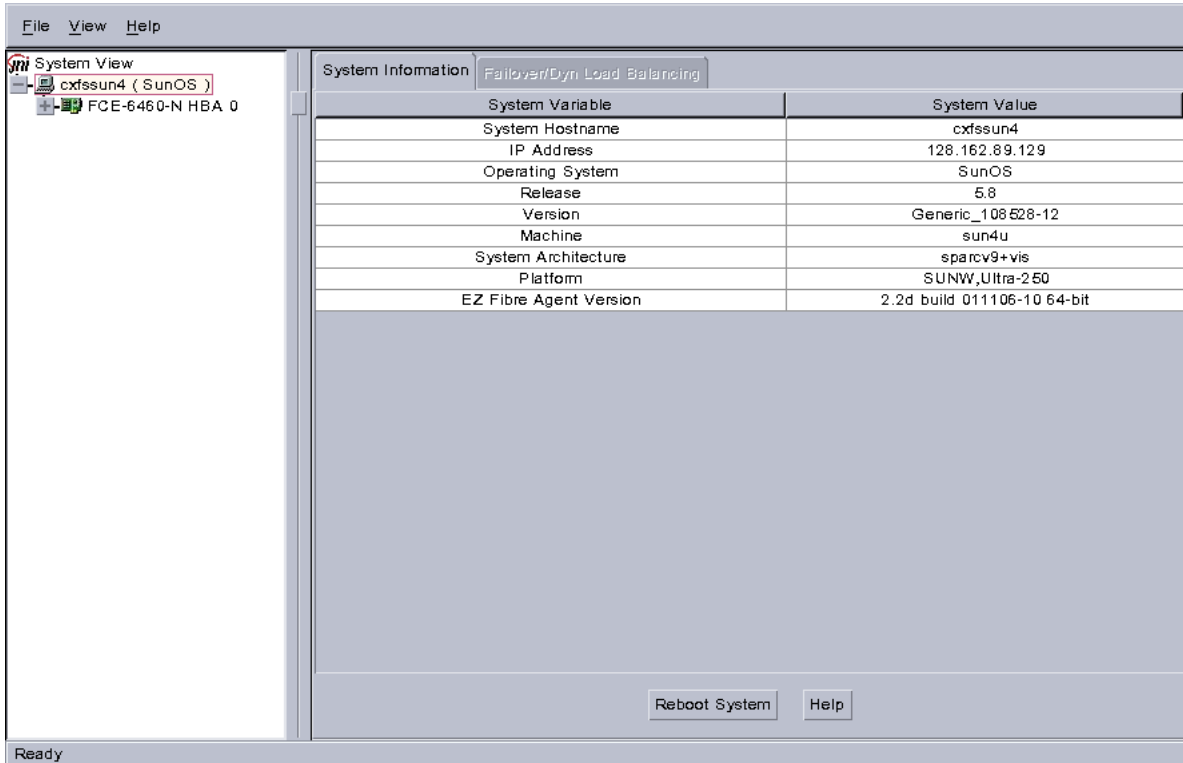 File View Help
jni System View
cxfssun4 ( SunOS )
FCE-6460-N HBA 0
System Information Failover/Dyn Load Balancing
System Variable System Value
System Hostname cxfssun4
IP Address 128.162.89.129
Operating System SunOS
Release 5.8
Version Generic_108528-12
Machine sun4u
System Architecture sparcv9+vis
Platform SUNW,Ultra-250
EZ Fibre Agent Version 2.2d build 011106-10 64-bit
Reboot System Help
Ready